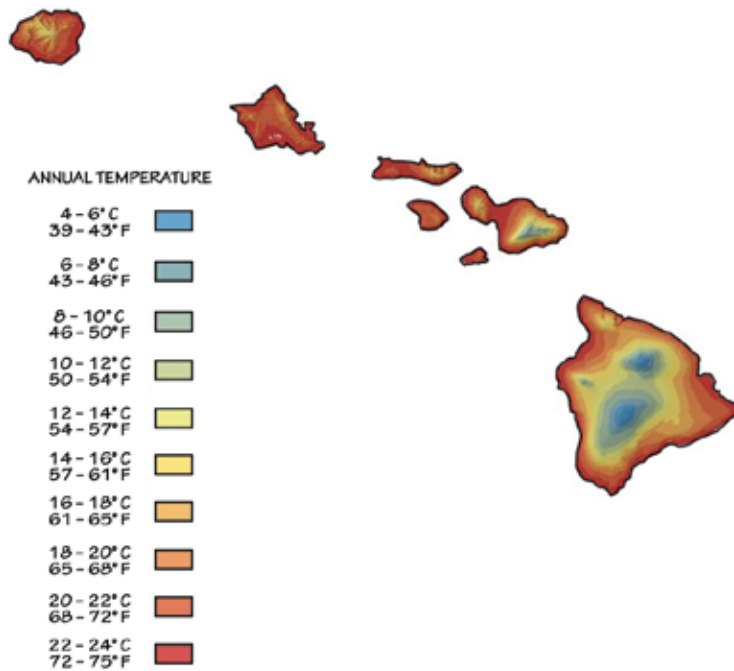 ANNUAL TEMPERATURE
4 - 6°C
39 - 43°F
6 - 8°C
43 - 46°F
8 - 10°C
46 - 50°F
10 - 12°C
50 - 54°F
12 - 14°C
54 - 57°F
14 - 16°C
57 - 61°F
16 - 18°C
61 - 65°F
18 - 20°C
65 - 68°F
20 - 22°C
68 - 72°F
22 - 24°C
72 - 75°F